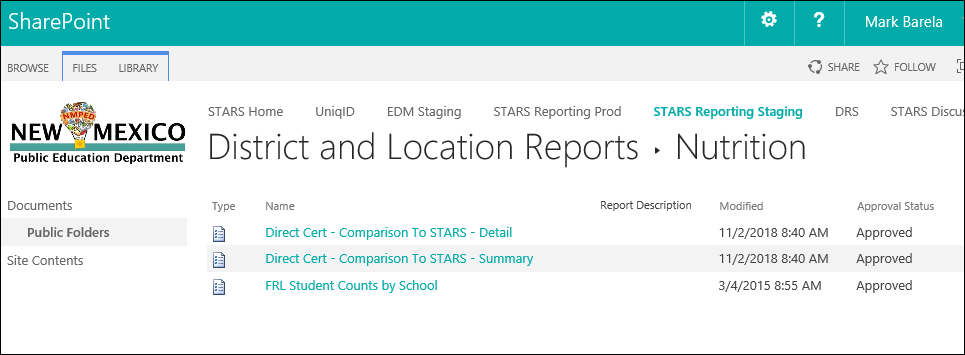 SharePoint ? Mark Barela
BROWSE FILES LIBRARY SHARE FOLLOW
NMPED
NEW MEXICO
Public Education Department
STARS Home UniqID EDM Staging STARS Reporting Prod STARS Reporting Staging DRS STARS Discus
District and Location Reports ▸ Nutrition
Documents
Public Folders
Site Contents
Type Name Report Description Modified Approval Status
Direct Cert - Comparison To STARS - Detail 11/2/2018 8:40 AM Approved
Direct Cert - Comparison To STARS - Summary 11/2/2018 8:40 AM Approved
FRL Student Counts by School 3/4/2015 8:55 AM Approved